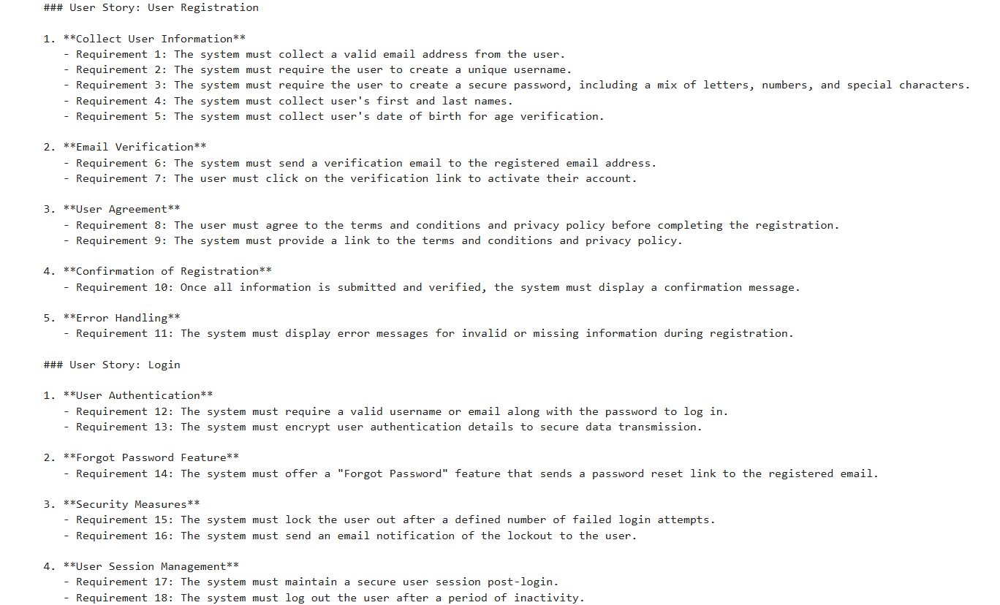 ### User Story: User Registration
1. **Collect User Information**
- Requirement 1: The system must collect a valid email address from the user.
- Requirement 2: The system must require the user to create a unique username.
- Requirement 3: The system must require the user to create a secure password, including a mix of letters, numbers, and special characters.
- Requirement 4: The system must collect user's first and last names.
- Requirement 5: The system must collect user's date of birth for age verification.
2. **Email Verification**
- Requirement 6: The system must send a verification email to the registered email address.
- Requirement 7: The user must click on the verification link to activate their account.
3. **User Agreement**
- Requirement 8: The user must agree to the terms and conditions and privacy policy before completing the registration.
- Requirement 9: The system must provide a link to the terms and conditions and privacy policy.
4. **Confirmation of Registration**
- Requirement 10: Once all information is submitted and verified, the system must display a confirmation message.
5. **Error Handling**
- Requirement 11: The system must display error messages for invalid or missing information during registration.
### User Story: Login
1. **User Authentication**
- Requirement 12: The system must require a valid username or email along with the password to log in.
- Requirement 13: The system must encrypt user authentication details to secure data transmission.
2. **Forgot Password Feature**
- Requirement 14: The system must offer a "Forgot Password" feature that sends a password reset link to the registered email.
3. **Security Measures**
- Requirement 15: The system must lock the user out after a defined number of failed login attempts.
- Requirement 16: The system must send an email notification of the lockout to the user.
4. **User Session Management**
- Requirement 17: The system must maintain a secure user session post-login.
- Requirement 18: The system must log out the user after a period of inactivity.